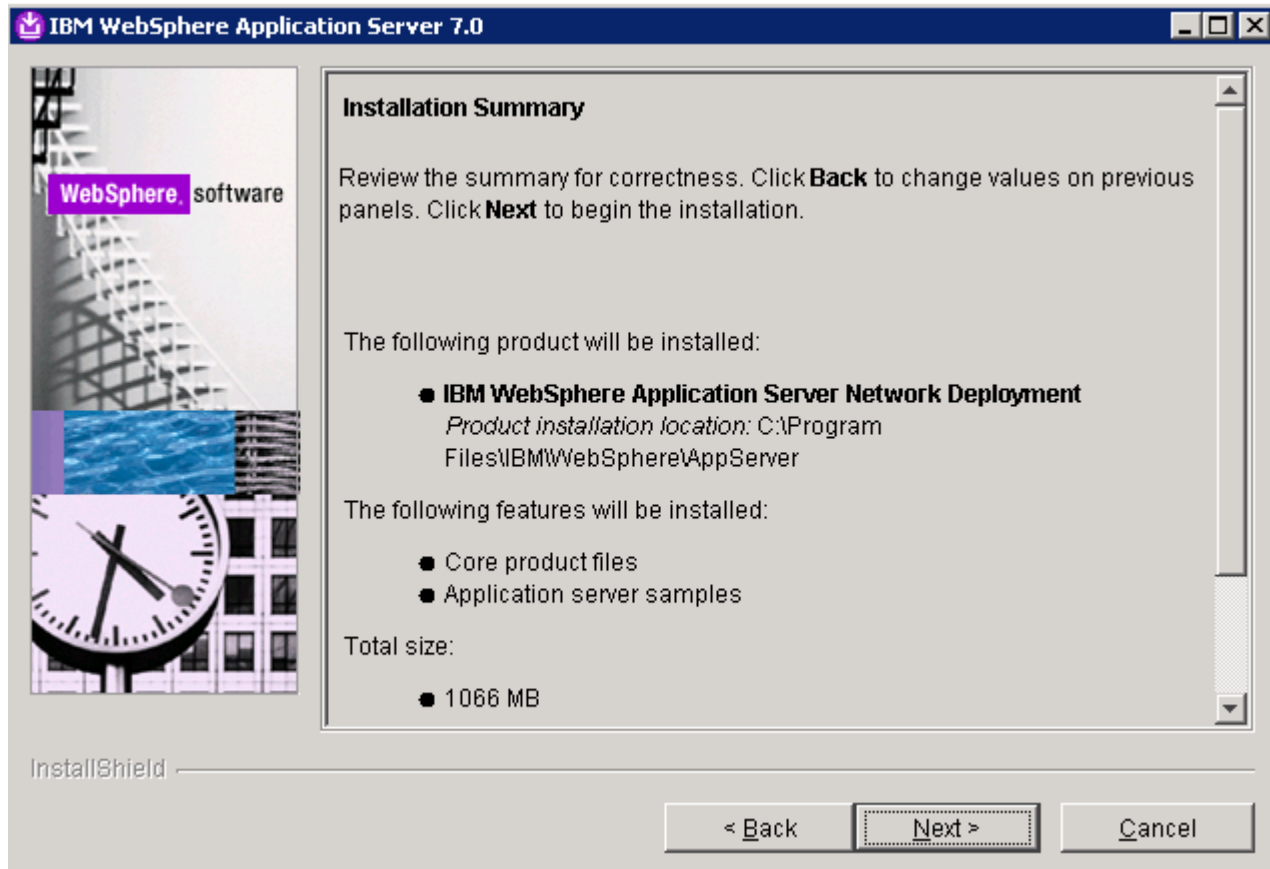 IBM WebSphere Application Server 7.0
WebSphere. software
Installation Summary
Review the summary for correctness. Click Back to change values on previous
panels. Click Next to begin the installation.
The following product will be installed:
● IBM WebSphere Application Server Network Deployment
Product installation location: C:\Program
Files\IBM\WebSphere\AppServer
The following features will be installed:
● Core product files
● Application server samples
Total size:
● 1066 MB
InstallShield
< Back Next > Cancel